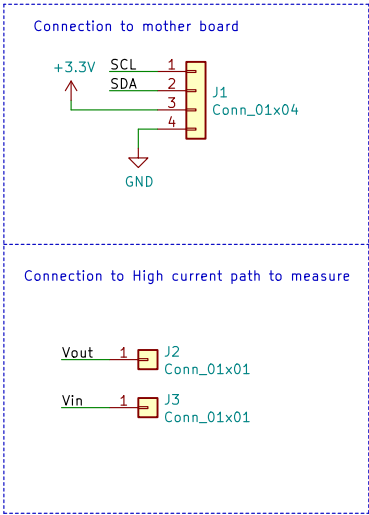 Connection to mother board
+3.3V
SCL 1
SDA 2
3
4
J1
Conn_01x04
GND
Connection to High current path to measure
Vout 1
J2
Conn_01x01
Vin 1
J3
Conn_01x01